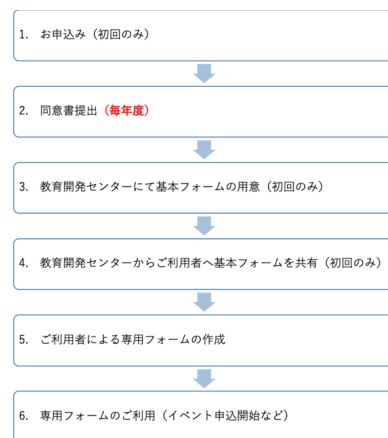 1. お申込み（初回のみ）
2. 同意書提出（毎年度）
3. 教育開発センターにて基本フォームの用意（初回のみ）
4. 教育開発センターからご利用者へ基本フォームを共有（初回のみ）
5. ご利用者による専用フォームの作成
6. 専用フォームのご利用（イベント申込開始など）